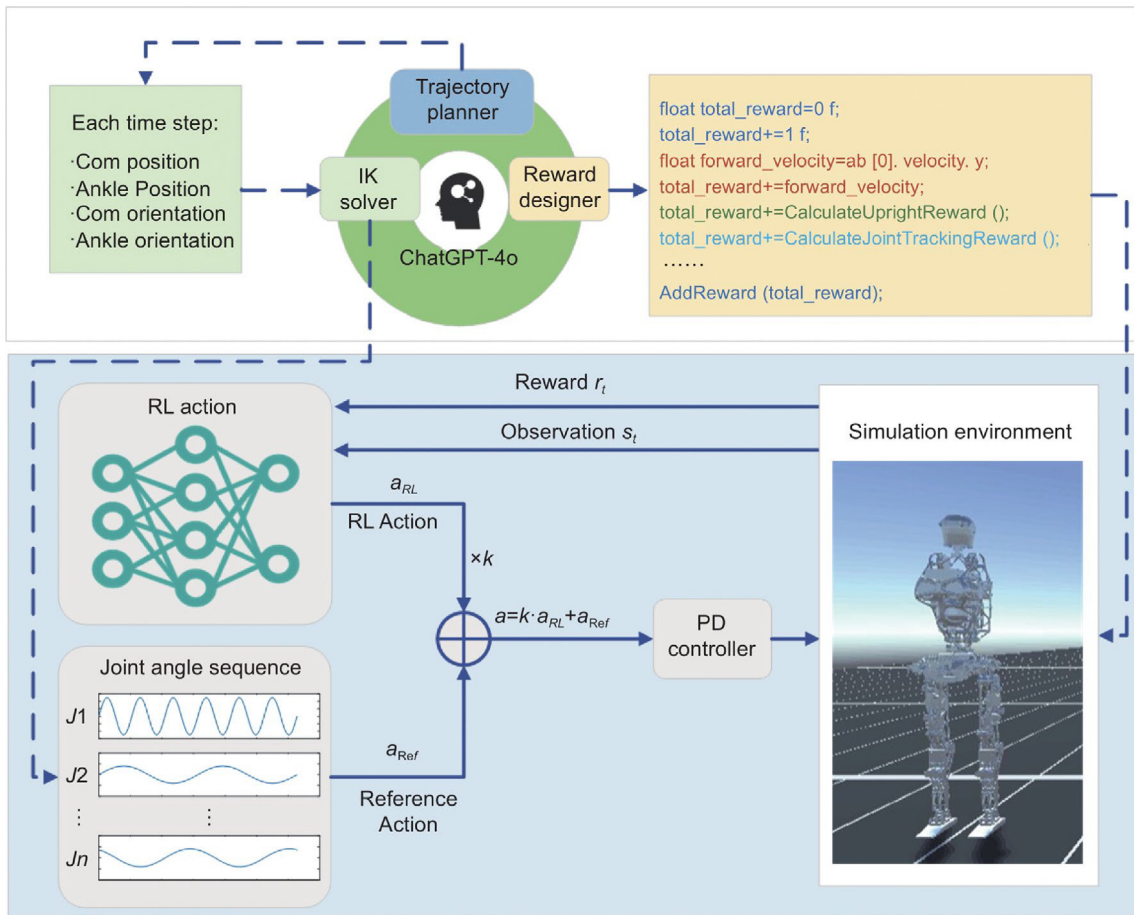 Trajectory
planner
Each time step:
·Com position
·Ankle Position
·Com orientation
·Ankle orientation
IK
solver
Reward
designer
ChatGPT-4o
float total_reward=0 f;
total_reward+=1 f;
float forward_velocity=ab [0]. velocity. y;
total_reward+=forward_velocity;
total_reward+=CalculateUprightReward ();
total_reward+=CalculateJointTrackingReward ();
……
AddReward (total_reward);
RL action
Reward r_t
Observation s_t
Simulation environment
a_RL
RL Action
×k
a=k·a_RL+a_Ref
PD
controller
Joint angle sequence
J1
J2
⋮ ⋮
Jn
a_Ref
Reference
Action